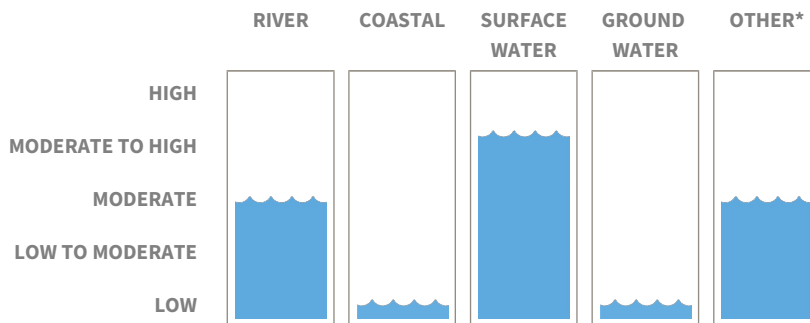 RIVER COASTAL SURFACE WATER GROUND WATER OTHER*
HIGH
MODERATE TO HIGH
MODERATE
LOW TO MODERATE
LOW